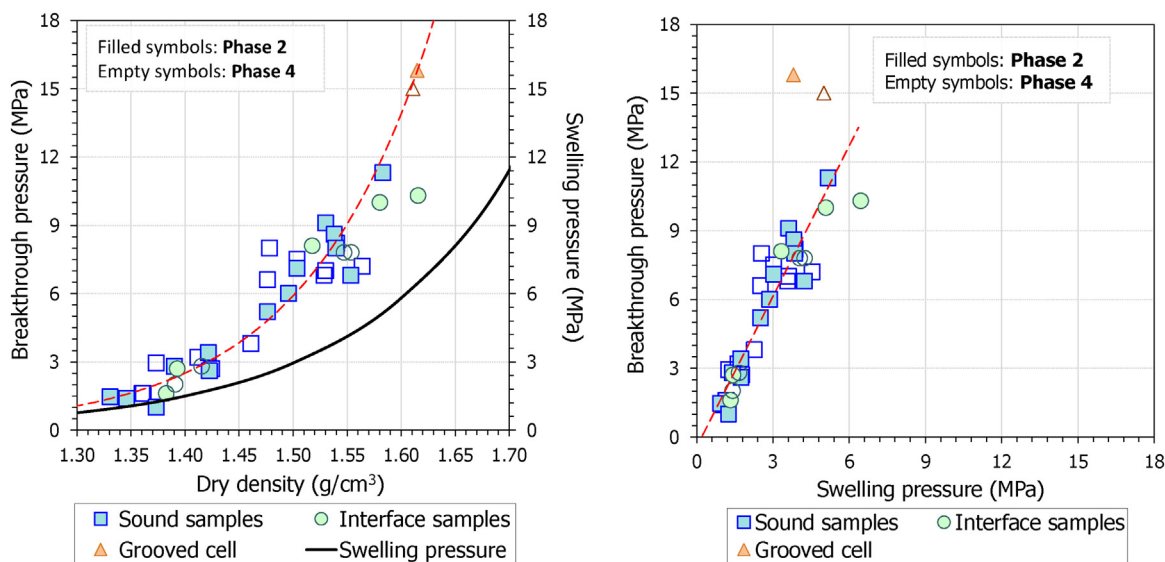 Filled symbols: Phase 2
Empty symbols: Phase 4
Breakthrough pressure (MPa)
18
15
12
9
6
3
0
18
15
12
9
6
3
0
Swelling pressure (MPa)
1.30 1.35 1.40 1.45 1.50 1.55 1.60 1.65 1.70
Dry density (g/cm³)
Sound samples Interface samples
Grooved cell Swelling pressure
Filled symbols: Phase 2
Empty symbols: Phase 4
Breakthrough pressure (MPa)
18
15
12
9
6
3
0
0 3 6 9 12 15 18
Swelling pressure (MPa)
Sound samples Interface samples
Grooved cell